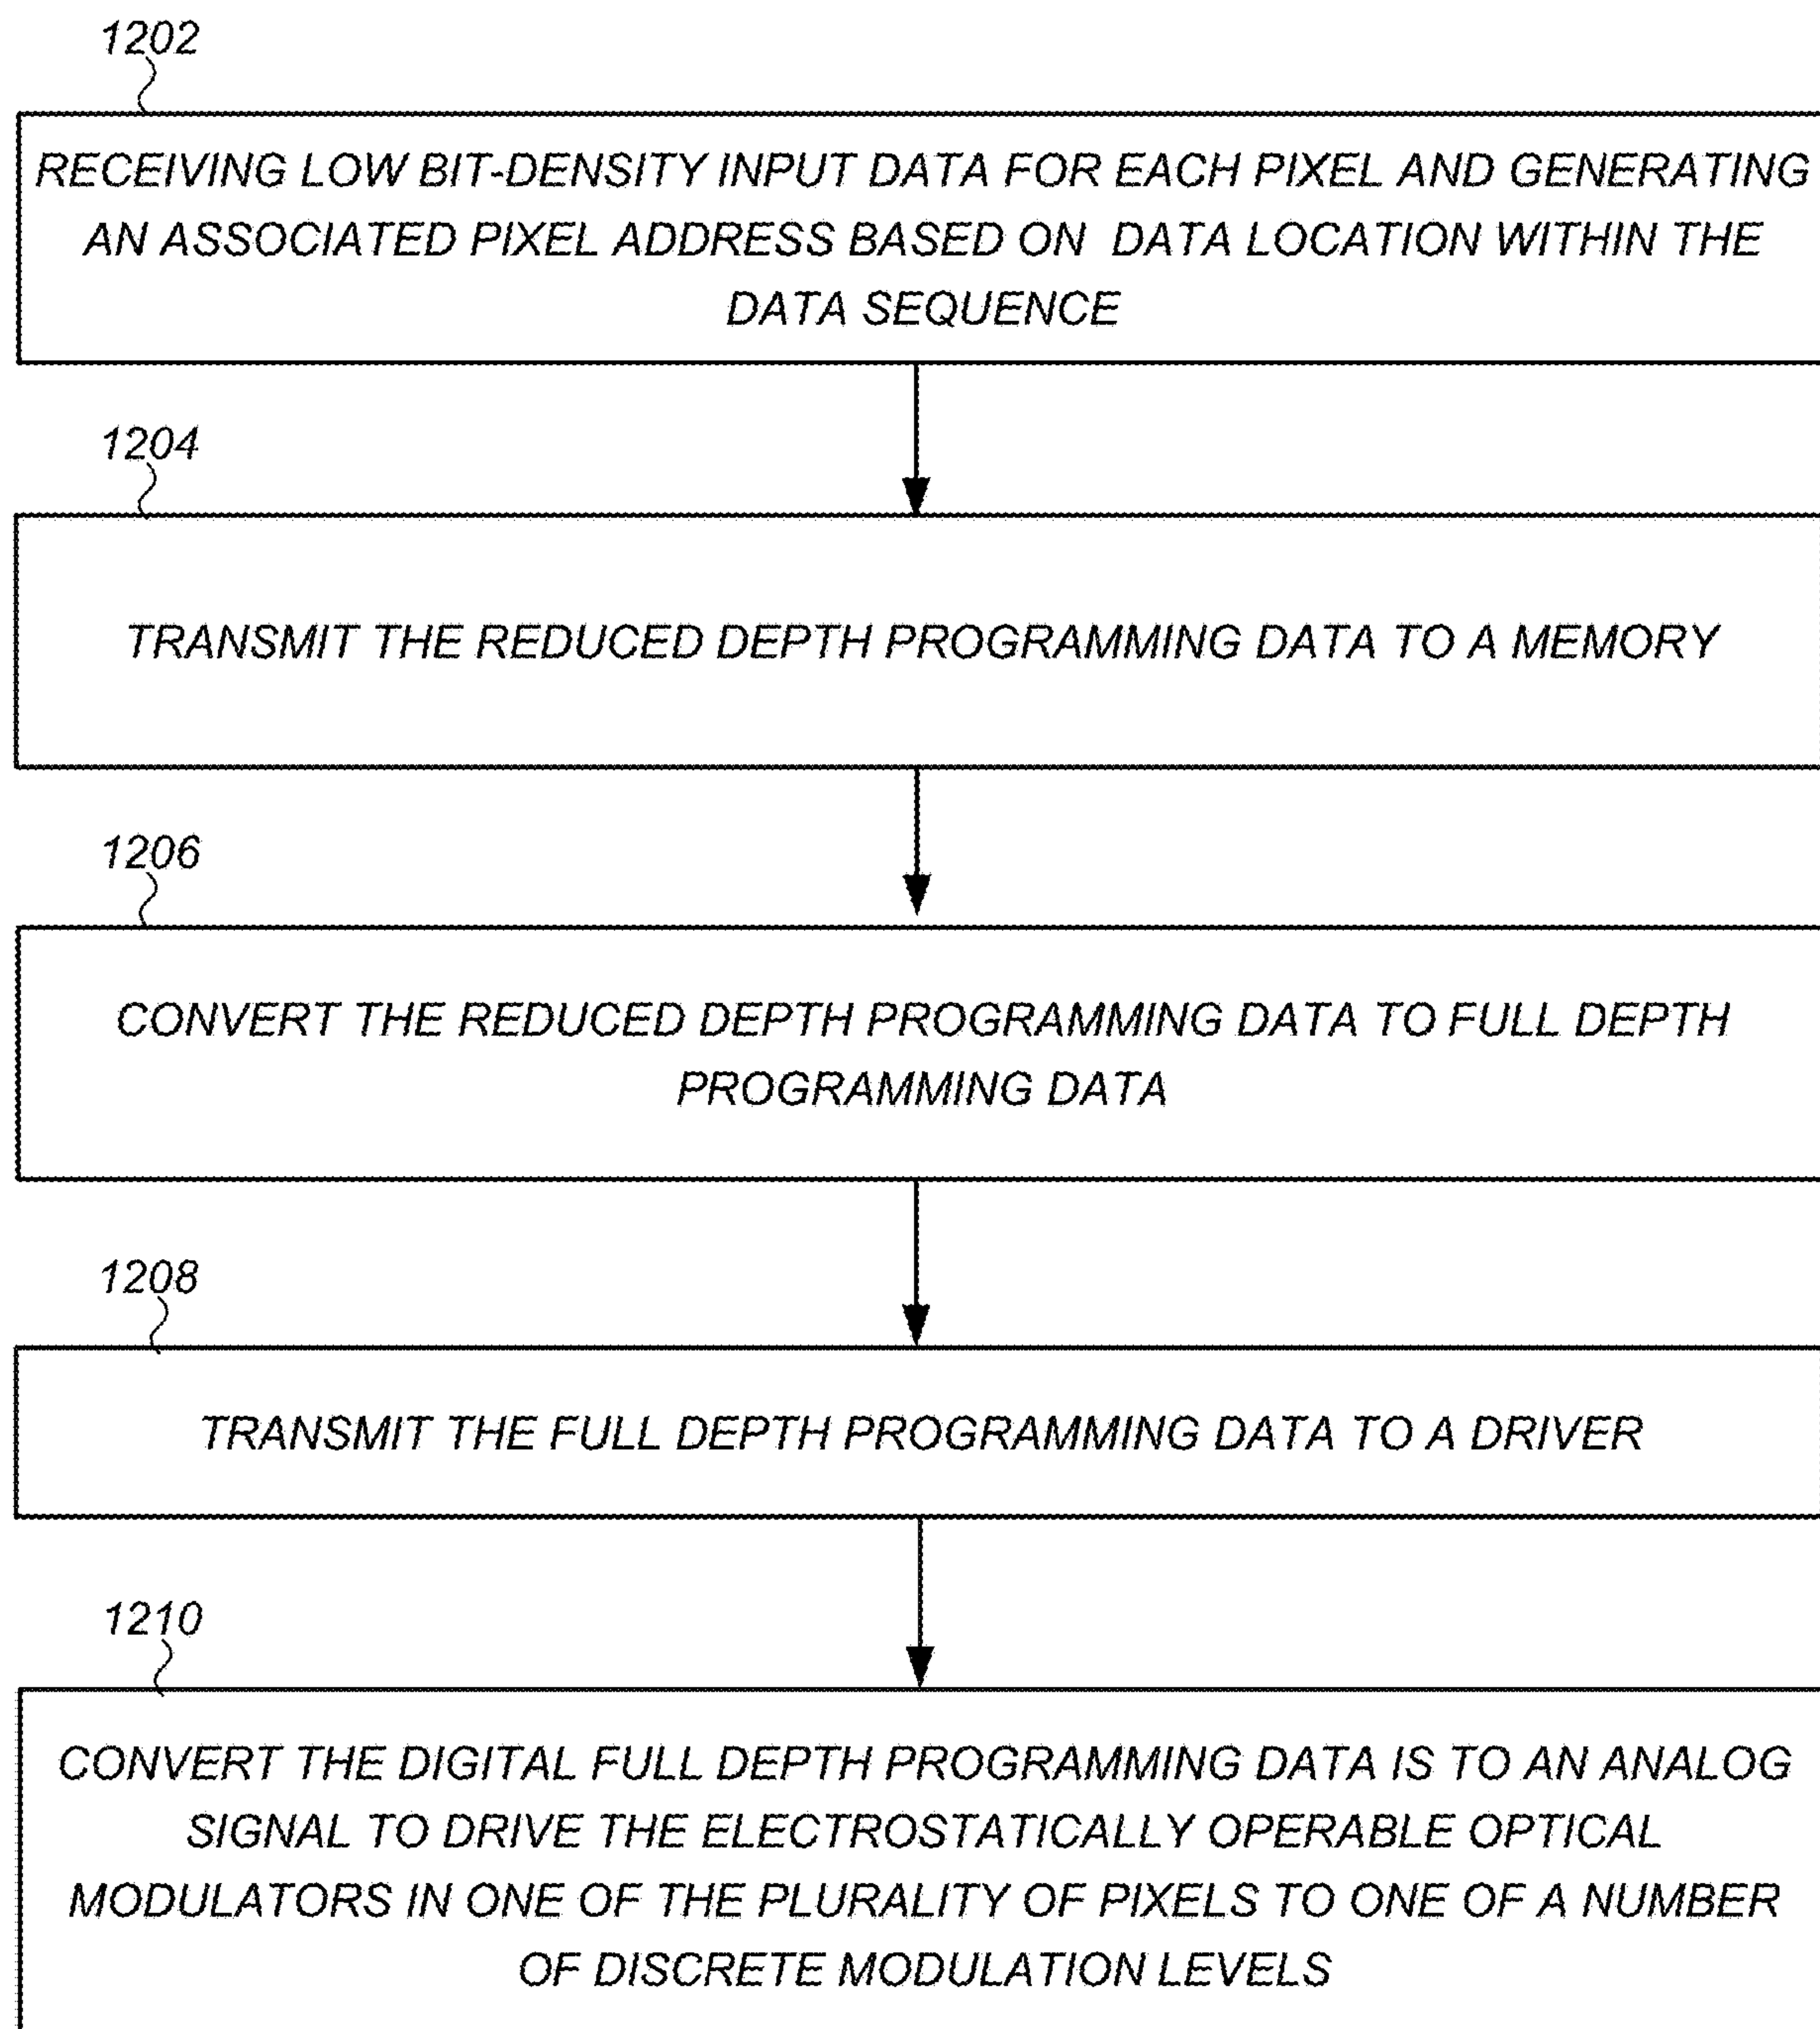 1202
RECEIVING LOW BIT-DENSITY INPUT DATA FOR EACH PIXEL AND GENERATING
AN ASSOCIATED PIXEL ADDRESS BASED ON DATA LOCATION WITHIN THE
DATA SEQUENCE
1204
TRANSMIT THE REDUCED DEPTH PROGRAMMING DATA TO A MEMORY
1206
CONVERT THE REDUCED DEPTH PROGRAMMING DATA TO FULL DEPTH
PROGRAMMING DATA
1208
TRANSMIT THE FULL DEPTH PROGRAMMING DATA TO A DRIVER
1210
CONVERT THE DIGITAL FULL DEPTH PROGRAMMING DATA IS TO AN ANALOG
SIGNAL TO DRIVE THE ELECTROSTATICALLY OPERABLE OPTICAL
MODULATORS IN ONE OF THE PLURALITY OF PIXELS TO ONE OF A NUMBER
OF DISCRETE MODULATION LEVELS